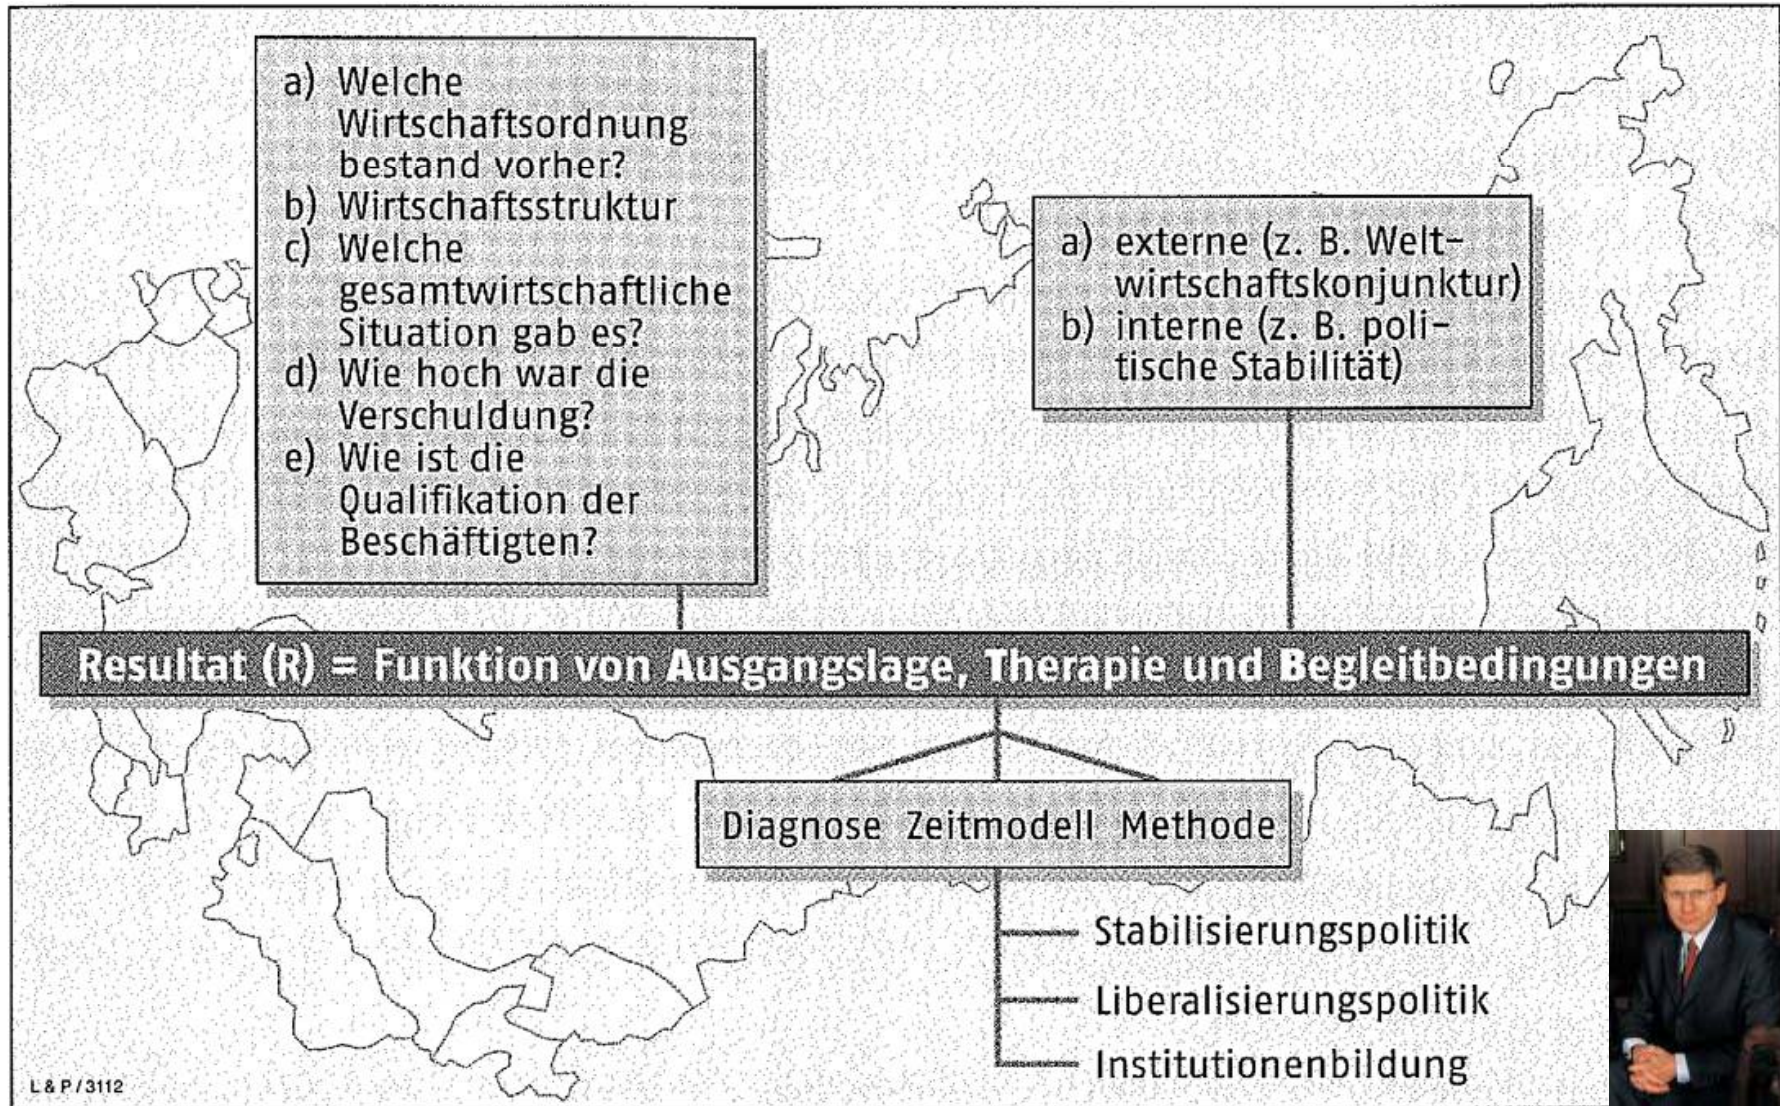 a) Welche
Wirtschaftsordnung
bestand vorher?
b) Wirtschaftsstruktur
c) Welche
gesamtwirtschaftliche
Situation gab es?
d) Wie hoch war die
Verschuldung?
e) Wie ist die
Qualifikation der
Beschäftigten?
a) externe (z. B. Welt-
wirtschaftskonjunktur)
b) interne (z. B. poli-
tische Stabilität)
Resultat (R) = Funktion von Ausgangslage, Therapie und Begleitbedingungen
Diagnose Zeitmodell Methode
Stabilisierungspolitik
Liberalisierungspolitik
Institutionenbildung
L & P / 3112